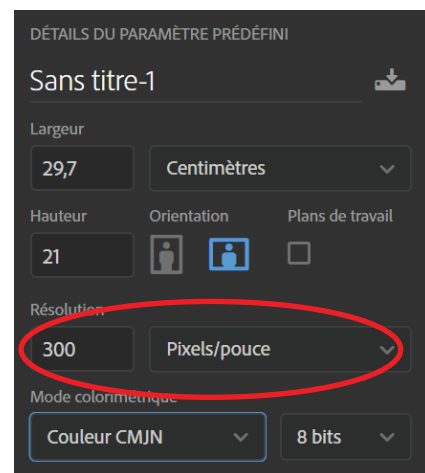 DÉTAILS DU PARAMÈTRE PRÉDÉFINI
Sans titre-1
Largeur
29,7 Centimètres
Hauteur Orientation Plans de travail
21
Résolution
300 Pixels/pouce
Mode colorimétrique
Couleur CMJN 8 bits